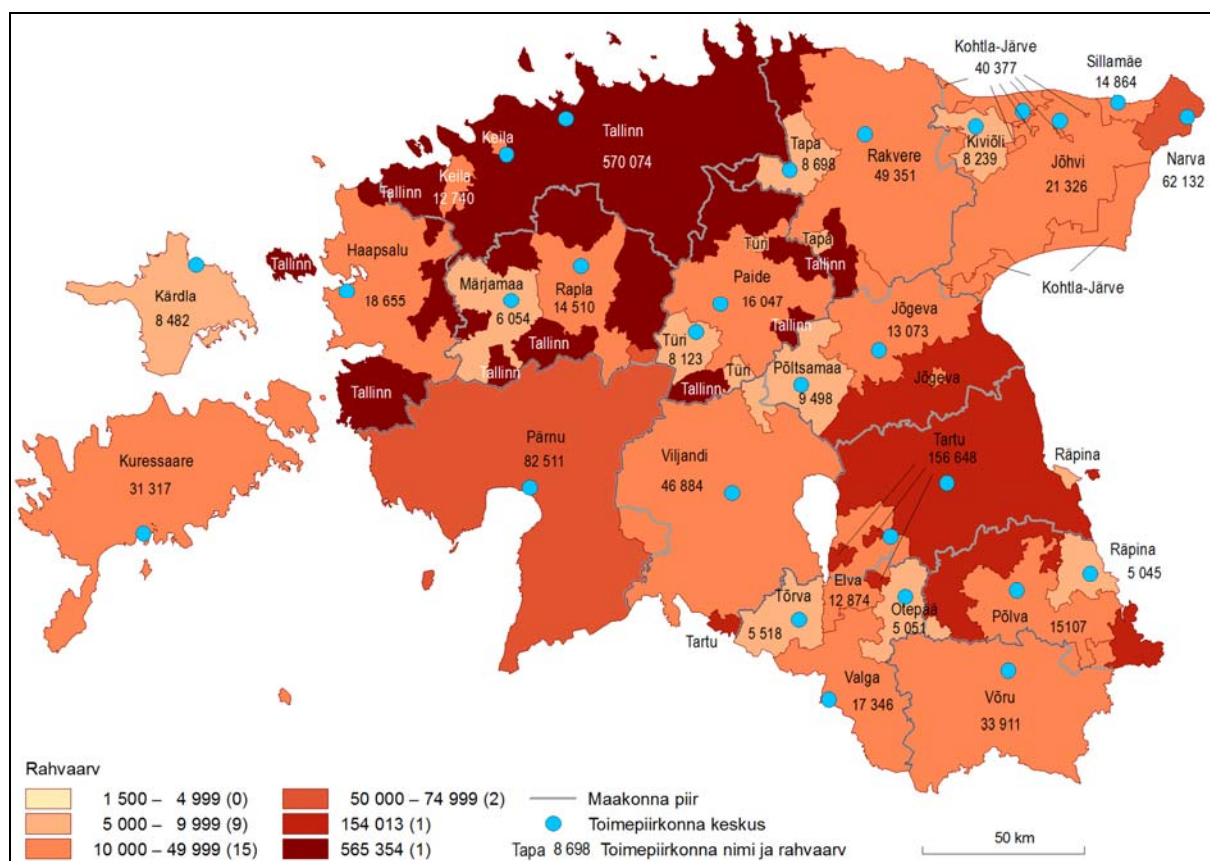 Kohtla-Järve
40 377
Sillamäe
14 864
Keila
Tallinn
570 074
Tapa
8 698
Rakvere
49 351
Kiviõli
8 239
Jõhvi
21 326
Narva
62 132
Tallinn
Keila
12 740
Haapsalu
18 655
Tallinn
Kärdla
8 482
Märjamaa
6 054
Rapla
14 510
Türi
Tapa
Tallinn
Paide
16 047
Kohtla-Järve
Jõgeva
13 073
Türi
8 123
Tallinn
Tallinn
Tallinn
Türi
Põltsamaa
9 498
Tallinn
Jõgeva
Tallinn
Kuressaare
31 317
Pärnu
82 511
Viljandi
46 884
Tartu
156 648
Räpina
Räpina
5 045
Elva
12 874
Otepää
5 051
Põlva
15107
Tõrva
5 518
Tartu
Valga
17 346
Võru
33 911
Rahvaarv
1 500 – 4 999 (0)
5 000 – 9 999 (9)
10 000 – 49 999 (15)
50 000 – 74 999 (2)
154 013 (1)
565 354 (1)
Maakonna piir
Toimepiirkonna keskus
Tapa 8 698 Toimepiirkonna nimi ja rahvaarv
50 km